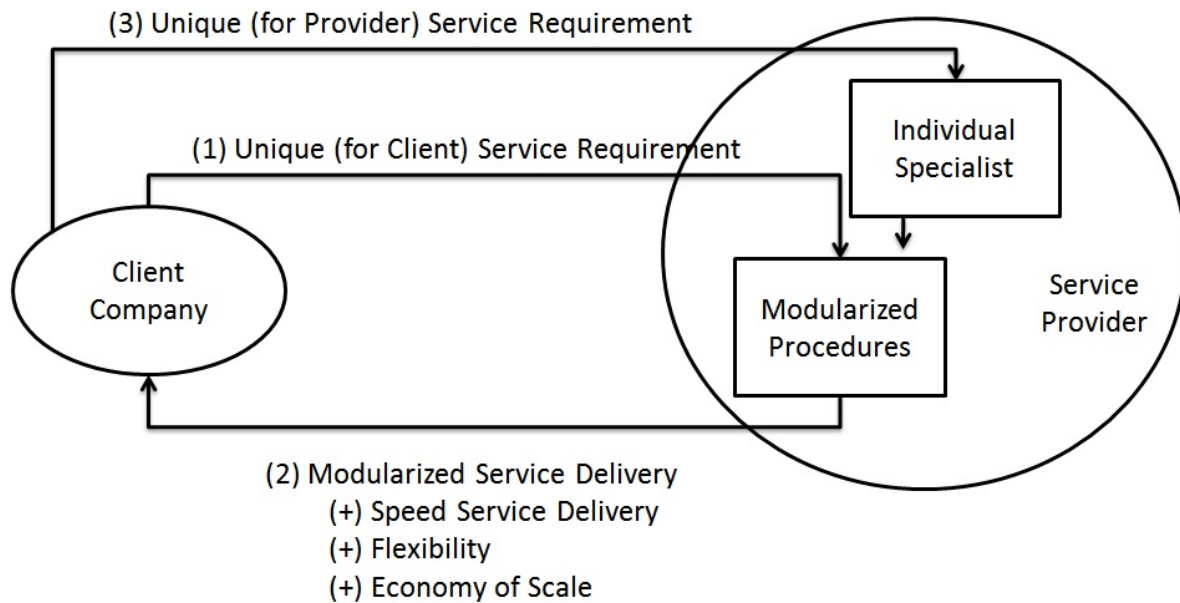 (3) Unique (for Provider) Service Requirement
Individual
Specialist
(1) Unique (for Client) Service Requirement
Client
Company
Modularized
Procedures
Service
Provider
(2) Modularized Service Delivery
(+) Speed Service Delivery
(+) Flexibility
(+) Economy of Scale